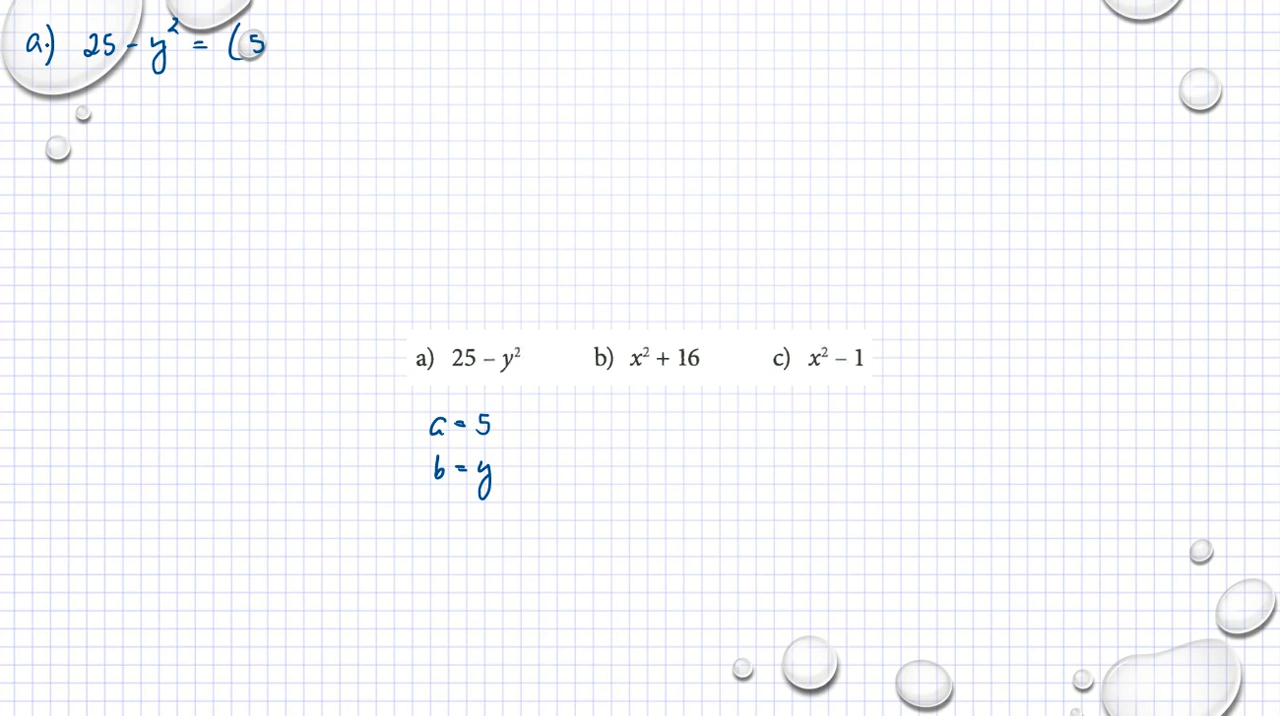 a.) 25 - y² = (5
a) 25 – y² b) x² + 16 c) x² – 1
a = 5
b = y